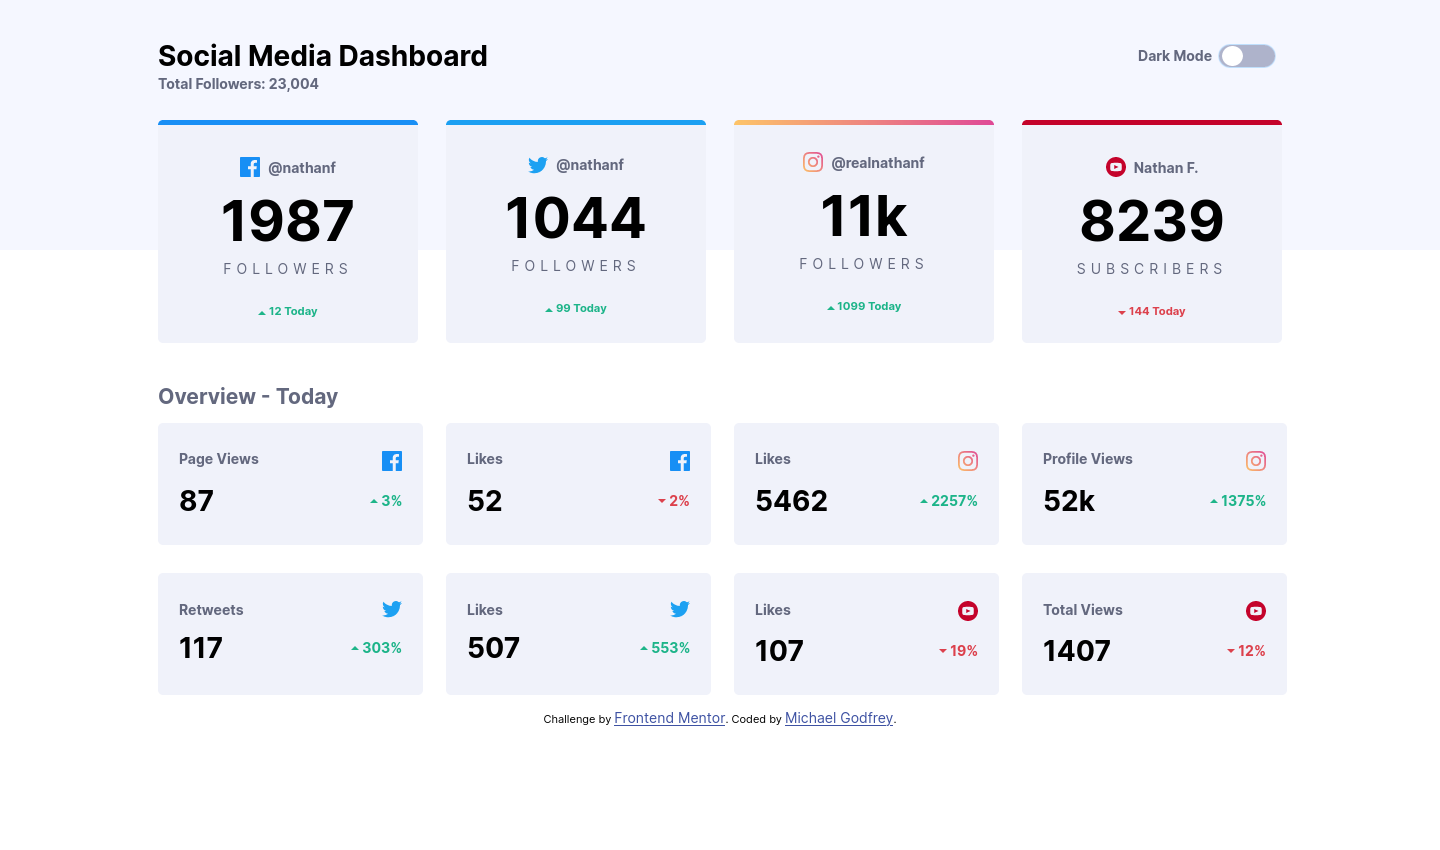 Social Media Dashboard
Total Followers: 23,004
Dark Mode
@nathanf
1987
FOLLOWERS
12 Today
@nathanf
1044
FOLLOWERS
99 Today
@realnathanf
11k
FOLLOWERS
1099 Today
Nathan F.
8239
SUBSCRIBERS
144 Today
Overview - Today
Page Views
87
3%
Likes
52
2%
Likes
5462
2257%
Profile Views
52k
1375%
Retweets
117
303%
Likes
507
553%
Likes
107
19%
Total Views
1407
12%
Challenge by Frontend Mentor. Coded by Michael Godfrey.